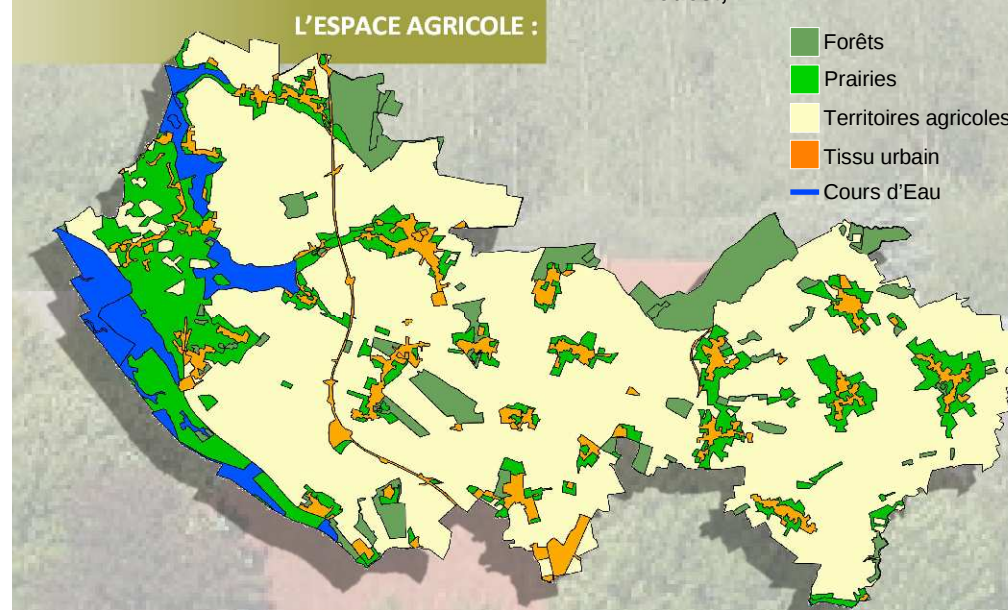 L'ESPACE AGRICOLE :
Forêts
Prairies
Territoires agricoles
Tissu urbain
Cours d'Eau